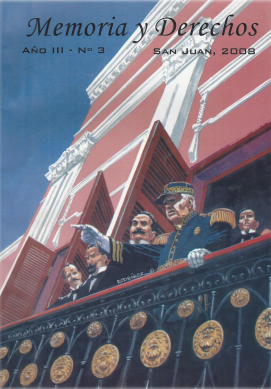 Memoria y Derechos
Año III - Nº 3 San Juan, 2008